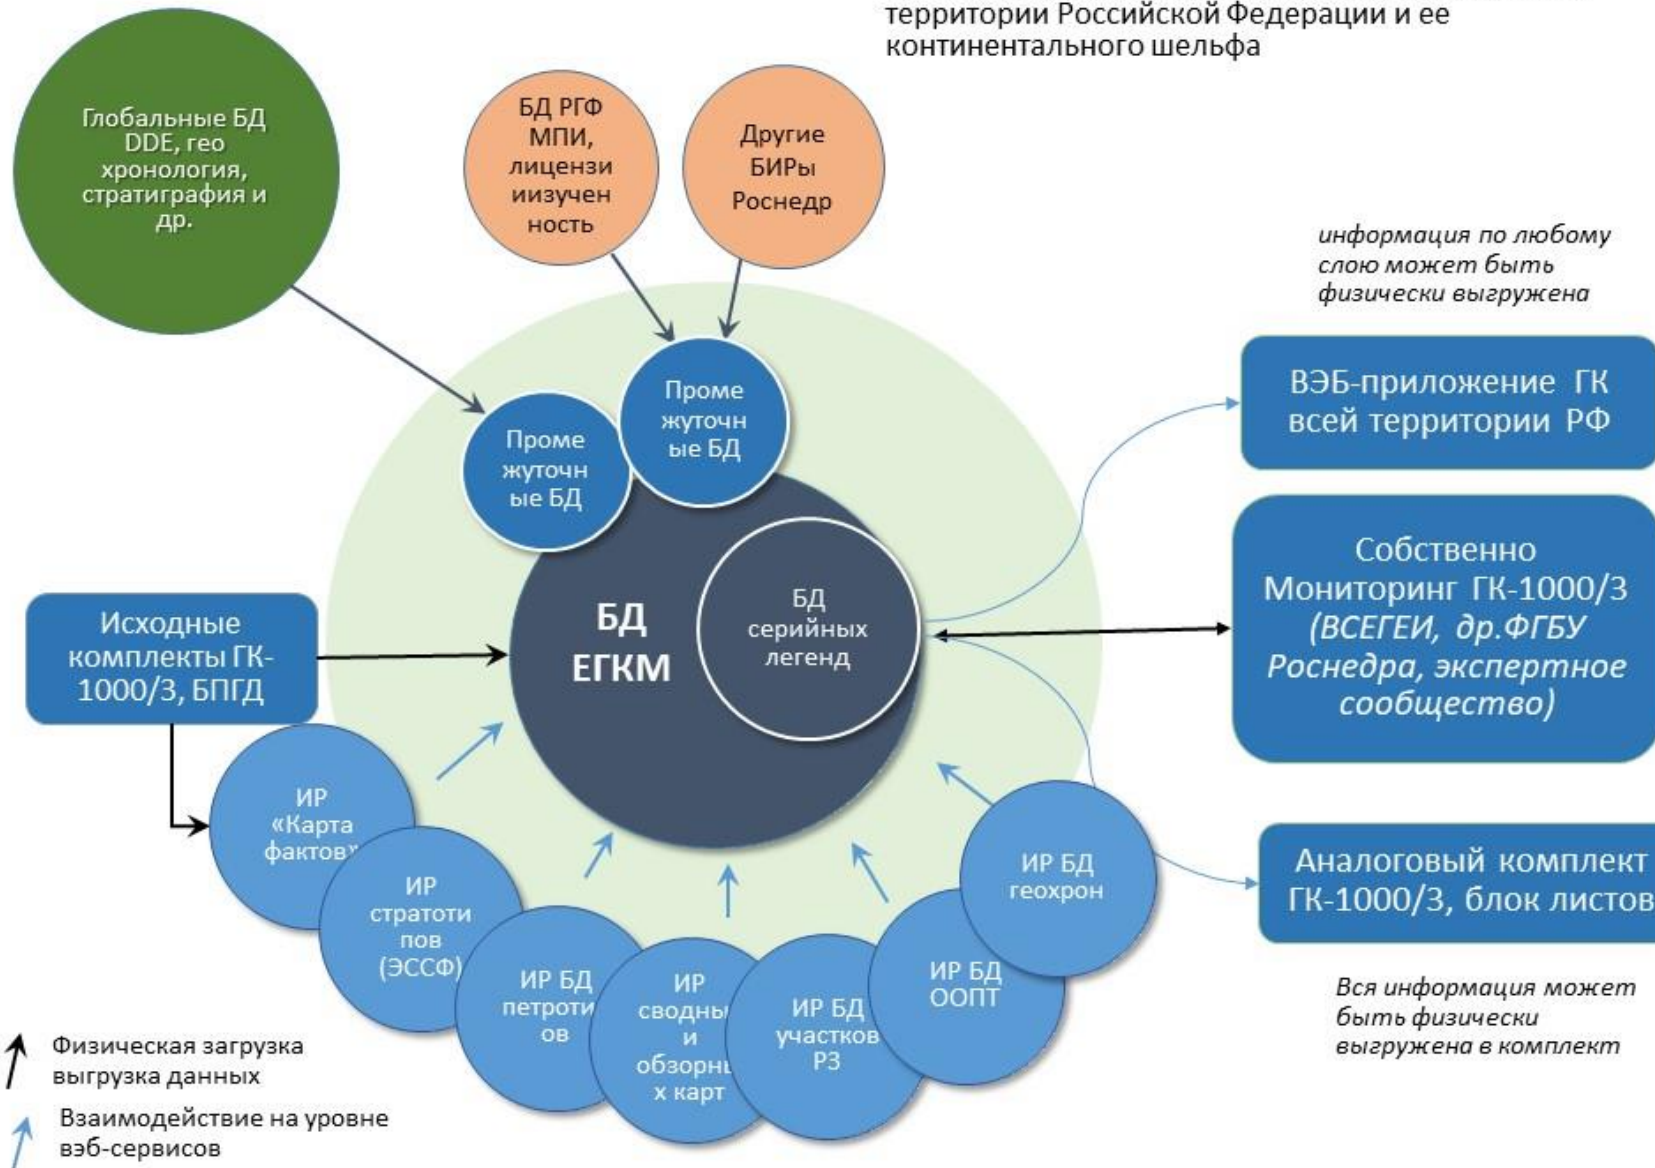 территории Российской Федерации и ее
континентального шельфа
Глобальные БД
DDE, гео
хронология,
стратиграфия и
др.
БД РГФ
МПИ,
лицензи
иизучен
ность
Другие
БИРы
Роснедр
информация по любому
слою может быть
физически выгружена
Проме
жуточн
ые БД
Проме
жуточн
ые БД
ВЭБ-приложение ГК
всей территории РФ
Собственно
Мониторинг ГК-1000/3
(ВСЕГЕИ, др.ФГБУ
Роснедра, экспертное
сообщество)
БД
ЕГКМ
БД
серийных
легенд
Исходные
комплекты ГК-
1000/3, БПГД
ИР
«Карта
фактов»
ИР
стратоти
пов
(ЭССФ)
ИР БД
петроти
ов
ИР
сводны
и
обзорны
х карт
ИР БД
участков
РЗ
ИР БД
ООПТ
ИР БД
геохрон
Аналоговый комплект
ГК-1000/3, блок листов
Вся информация может
быть физически
выгружена в комплект
Физическая загрузка
выгрузка данных
Взаимодействие на уровне
вэб-сервисов